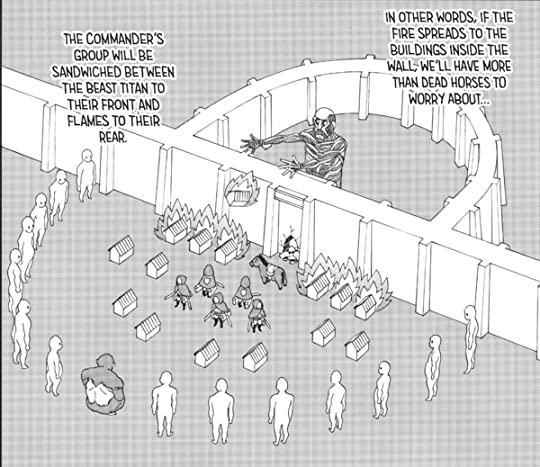 THE COMMANDER'S
GROUP WILL BE
SANDWICHED BETWEEN
THE BEAST TITAN TO
THEIR FRONT AND
FLAMES TO THEIR
REAR.
IN OTHER WORDS, IF THE
FIRE SPREADS TO THE
BUILDINGS INSIDE THE
WALL, WE'LL HAVE MORE
THAN DEAD HORSES TO
WORRY ABOUT...